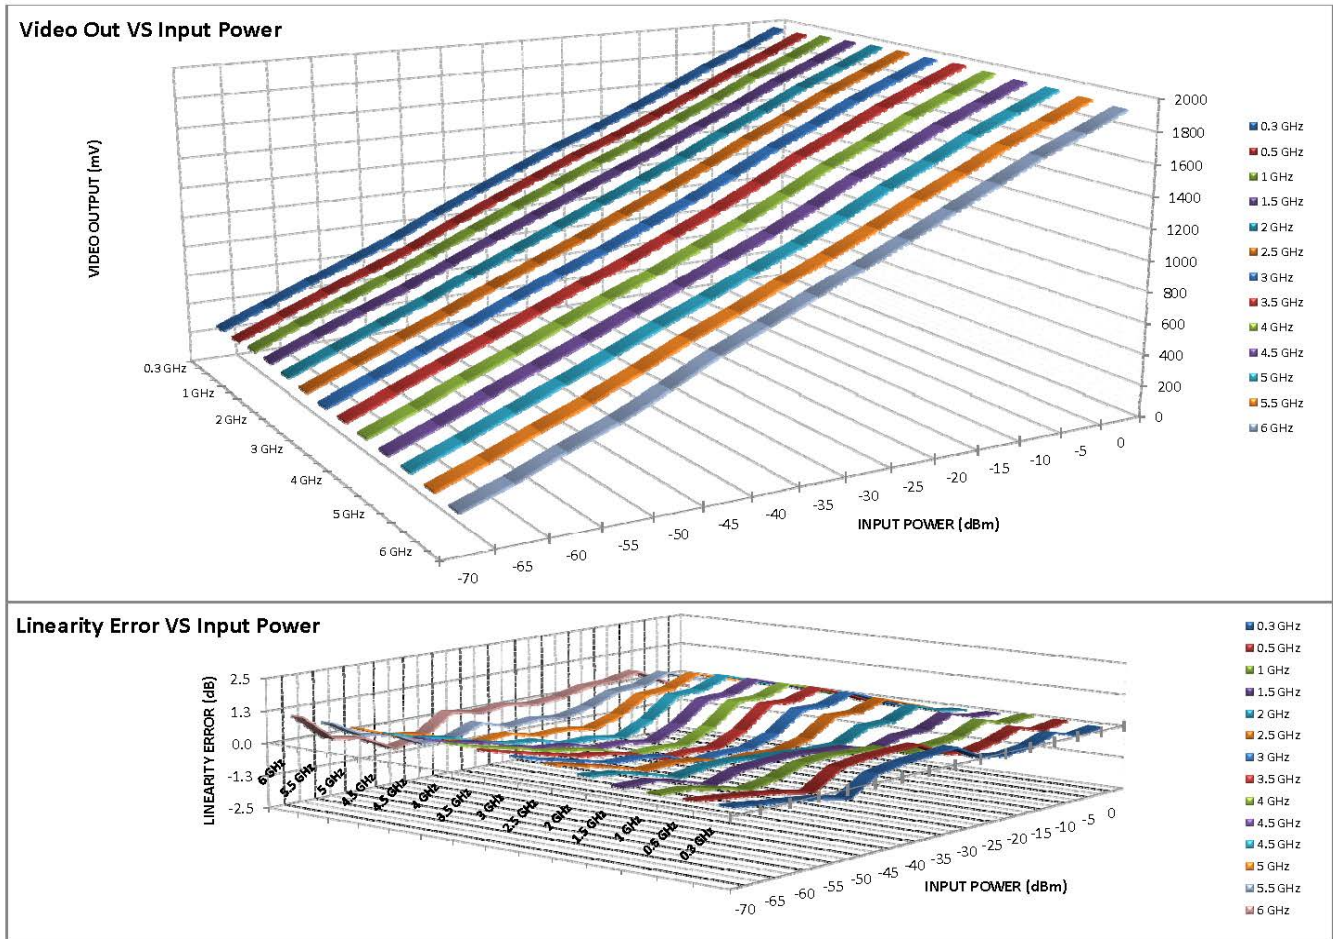 Video Out VS Input Power
VIDEO OUTPUT (mV)
2000
1800
1600
1400
1200
1000
800
600
400
200
0
0.3 GHz
1 GHz
2 GHz
3 GHz
4 GHz
5 GHz
6 GHz
-70
-65
-60
-55
-50
-45
-40
-35
-30
-25
-20
-15
-10
-5
0
INPUT POWER (dBm)
0.3 GHz
0.5 GHz
1 GHz
1.5 GHz
2 GHz
2.5 GHz
3 GHz
3.5 GHz
4 GHz
4.5 GHz
5 GHz
5.5 GHz
6 GHz
Linearity Error VS Input Power
LINEARITY ERROR (dB)
2.5
1.3
0.0
-1.3
-2.5
6 GHz
5.5 GHz
5 GHz
4.5 GHz
4.5 GHz
4 GHz
3.5 GHz
3 GHz
2.5 GHz
2 GHz
1.5 GHz
1 GHz
0.5 GHz
0.3 GHz
-70
-65
-60
-55
-50
-45
-40
-35
-30
-25
-20
-15
-10
-5
0
INPUT POWER (dBm)
0.3 GHz
0.5 GHz
1 GHz
1.5 GHz
2 GHz
2.5 GHz
3 GHz
3.5 GHz
4 GHz
4.5 GHz
4.5 GHz
5 GHz
5.5 GHz
6 GHz